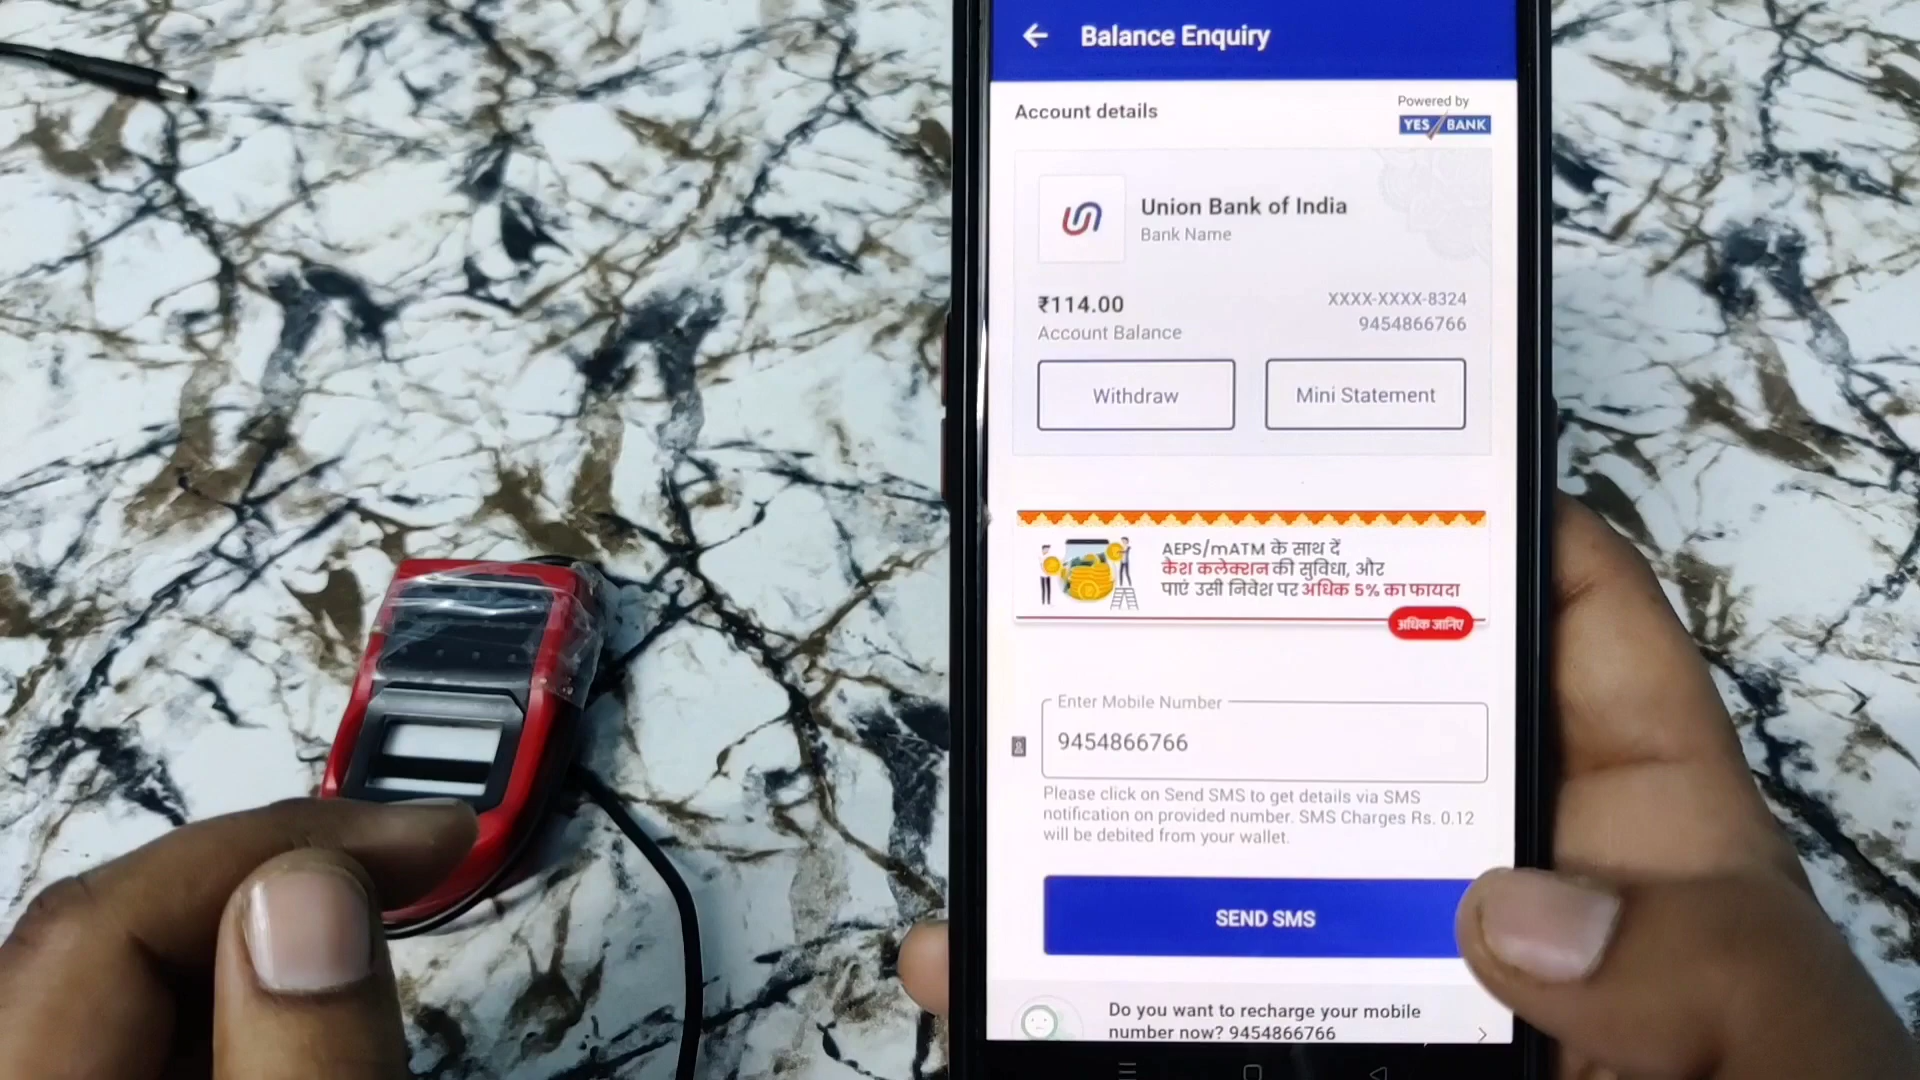 Balance Enquiry
Account details
Powered by
YES BANK
Union Bank of India
Bank Name
₹114.00
XXXX-XXXX-8324
9454866766
Account Balance
Withdraw
Mini Statement
AEPS/mATM के साथ दें
कैश कलेक्शन की सुविधा, और
पाएं उसी निवेश पर अधिक 5% का फायदा
अधिक जानिए
Enter Mobile Number
9454866766
Please click on Send SMS to get details via SMS
notification on provided number. SMS Charges Rs. 0.12
will be debited from your wallet.
SEND SMS
Do you want to recharge your mobile
number now? 9454866766